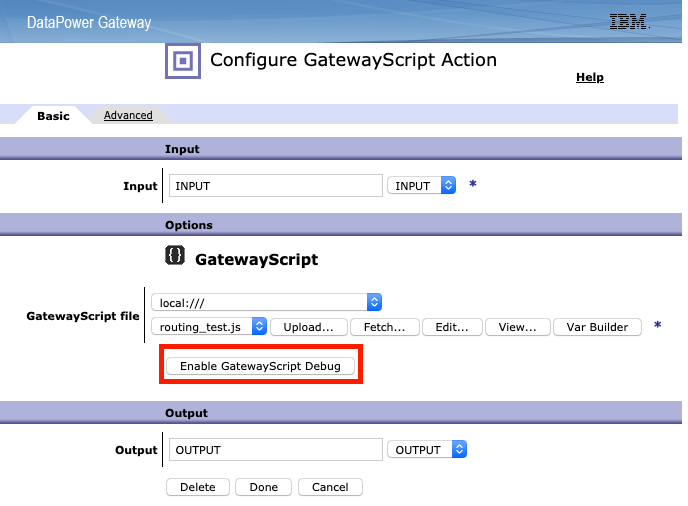 DataPower Gateway
IBM.
Configure GatewayScript Action
Help
Basic
Advanced
Input
Input INPUT INPUT *
Options
{} GatewayScript
GatewayScript file
local:///
routing_test.js Upload... Fetch... Edit... View... Var Builder *
Enable GatewayScript Debug
Output
Output OUTPUT OUTPUT
Delete Done Cancel